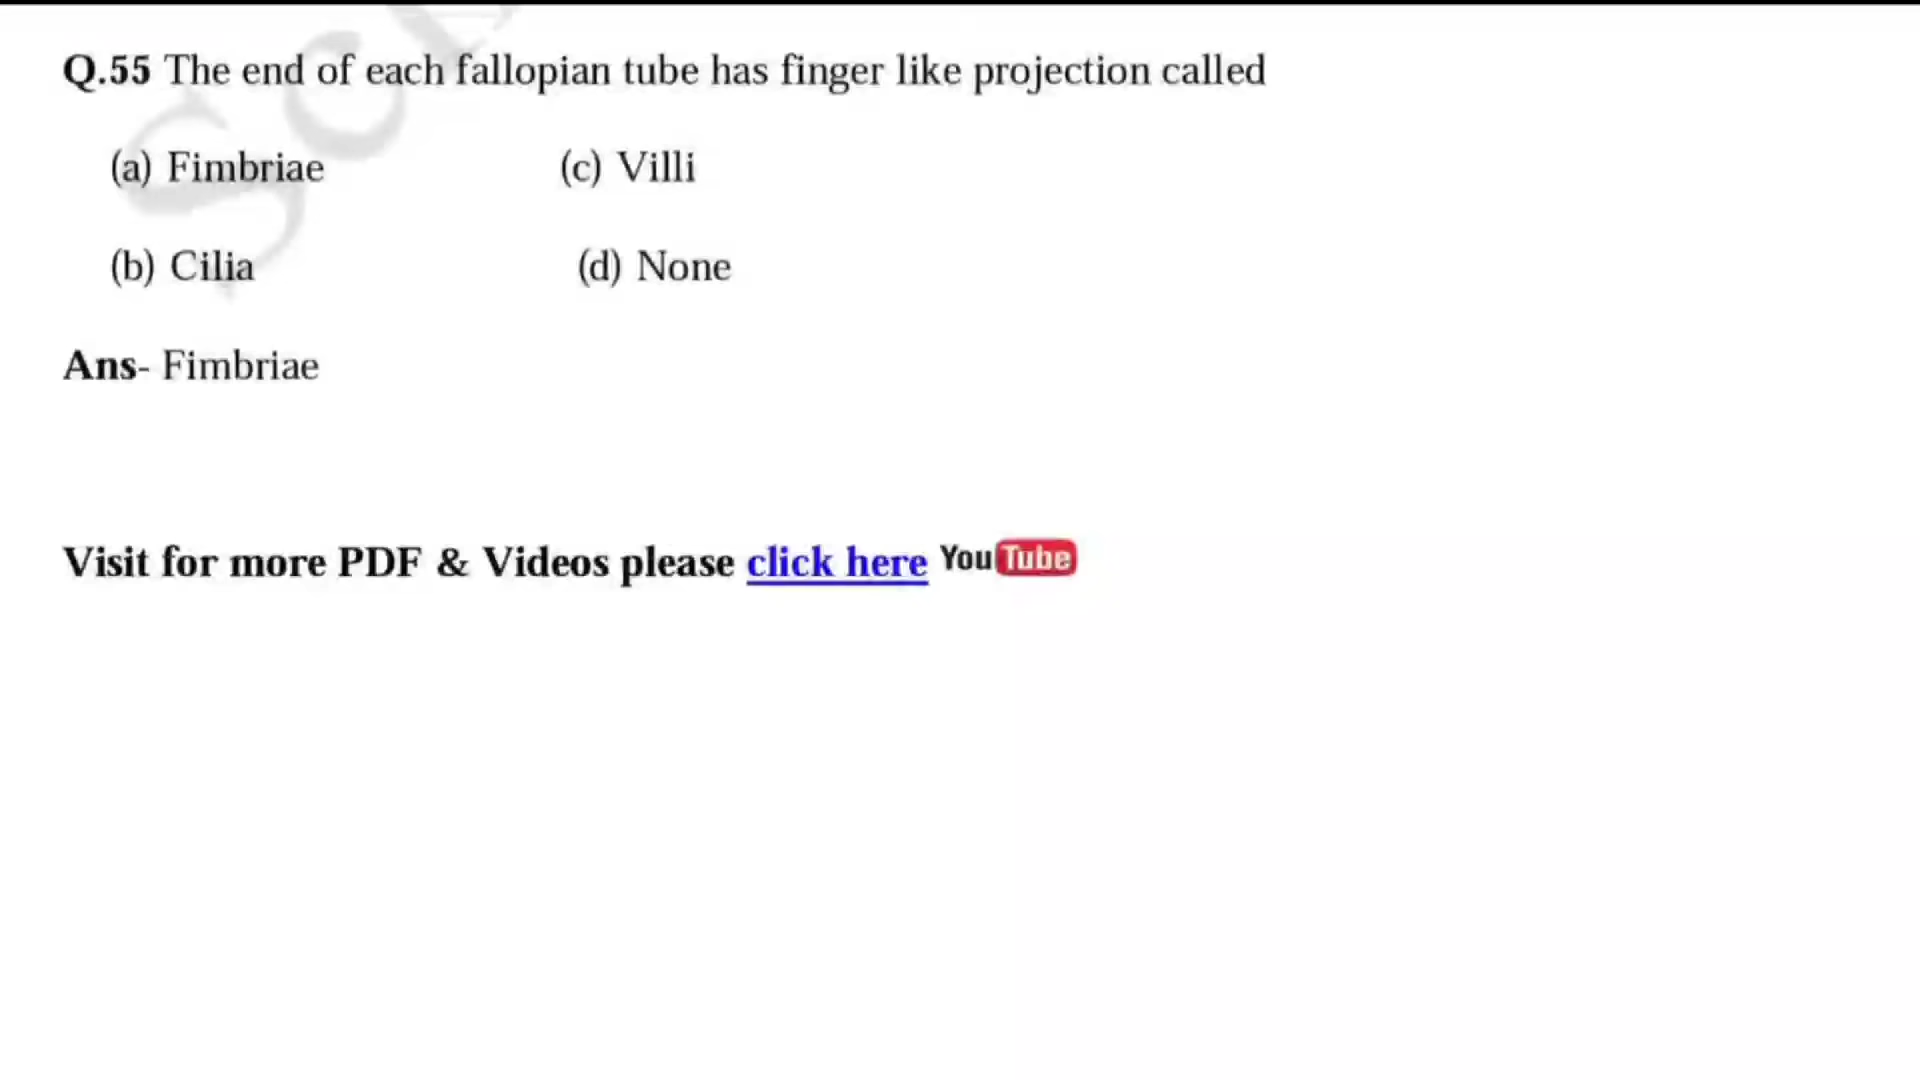 Q.55 The end of each fallopian tube has finger like projection called
(a) Fimbriae (c) Villi
(b) Cilia (d) None
Ans- Fimbriae
Visit for more PDF & Videos please click here YouTube